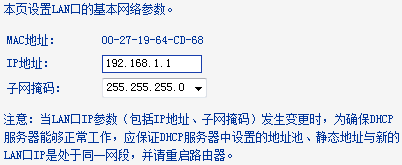 本页设置LAN口的基本网络参数。
MAC地址: 00-27-19-64-CD-68
IP地址: 192.168.1.1
子网掩码: 255.255.255.0
注意：当LAN口IP参数（包括IP地址、子网掩码）发生变更时，为确保DHCP
服务器能够正常工作，应保证DHCP服务器中设置的地址池、静态地址与新的
LAN口IP是处于同一网段，并请重启路由器。